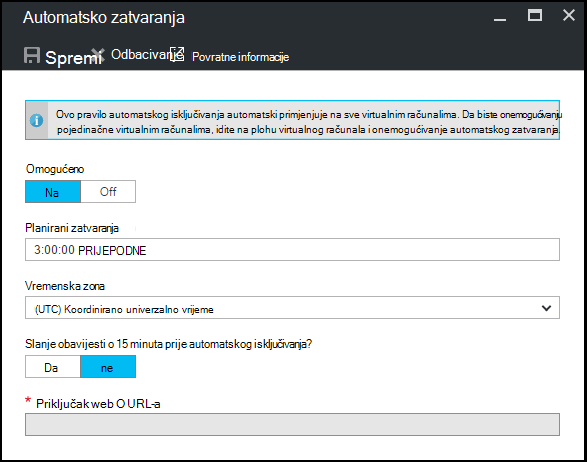 Automatsko zatvaranja
Spremi Odbacivanje Povratne informacije
Ovo pravilo automatskog isključivanja automatski primjenjuje na sve virtualnim računalima. Da biste onemogućivanju
pojedinačne virtualnim računalima, idite na plohu virtualnog računala i onemogućivanje automatskog zatvaranja.
Omogućeno
Na Off
Planirani zatvaranja
3:00:00 PRIJEPODNE
Vremenska zona
(UTC) Koordinirano univerzalno vrijeme
Slanje obavijesti o 15 minuta prije automatskog isključivanja?
Da ne
* Priključak web O URL-a